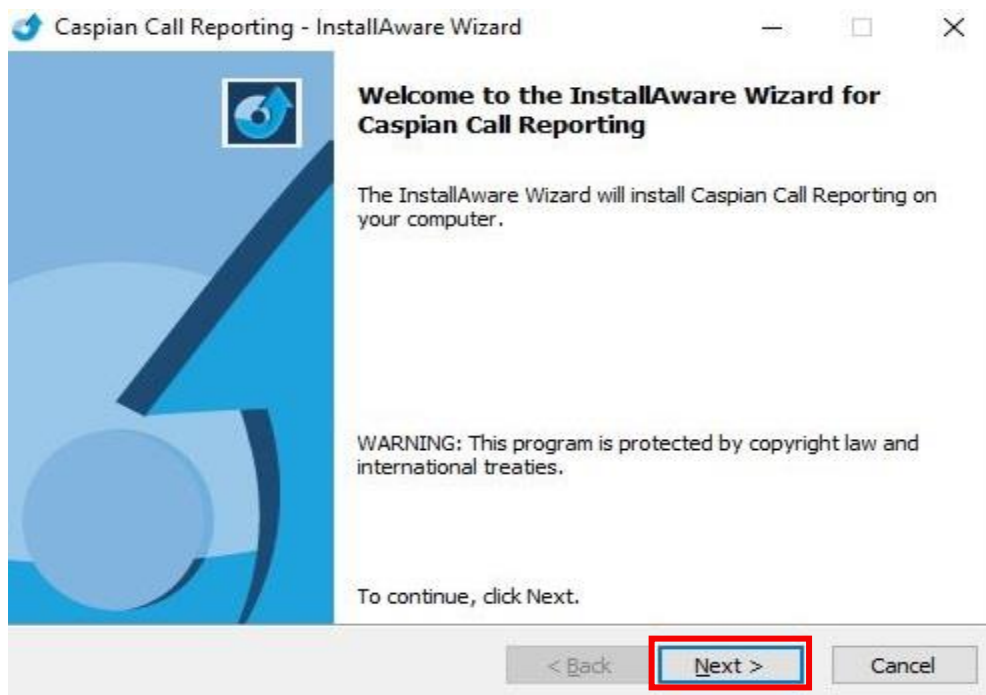 Caspian Call Reporting - InstallAware Wizard
Welcome to the InstallAware Wizard for
Caspian Call Reporting
The InstallAware Wizard will install Caspian Call Reporting on
your computer.
WARNING: This program is protected by copyright law and
international treaties.
To continue, click Next.
< Back Next > Cancel